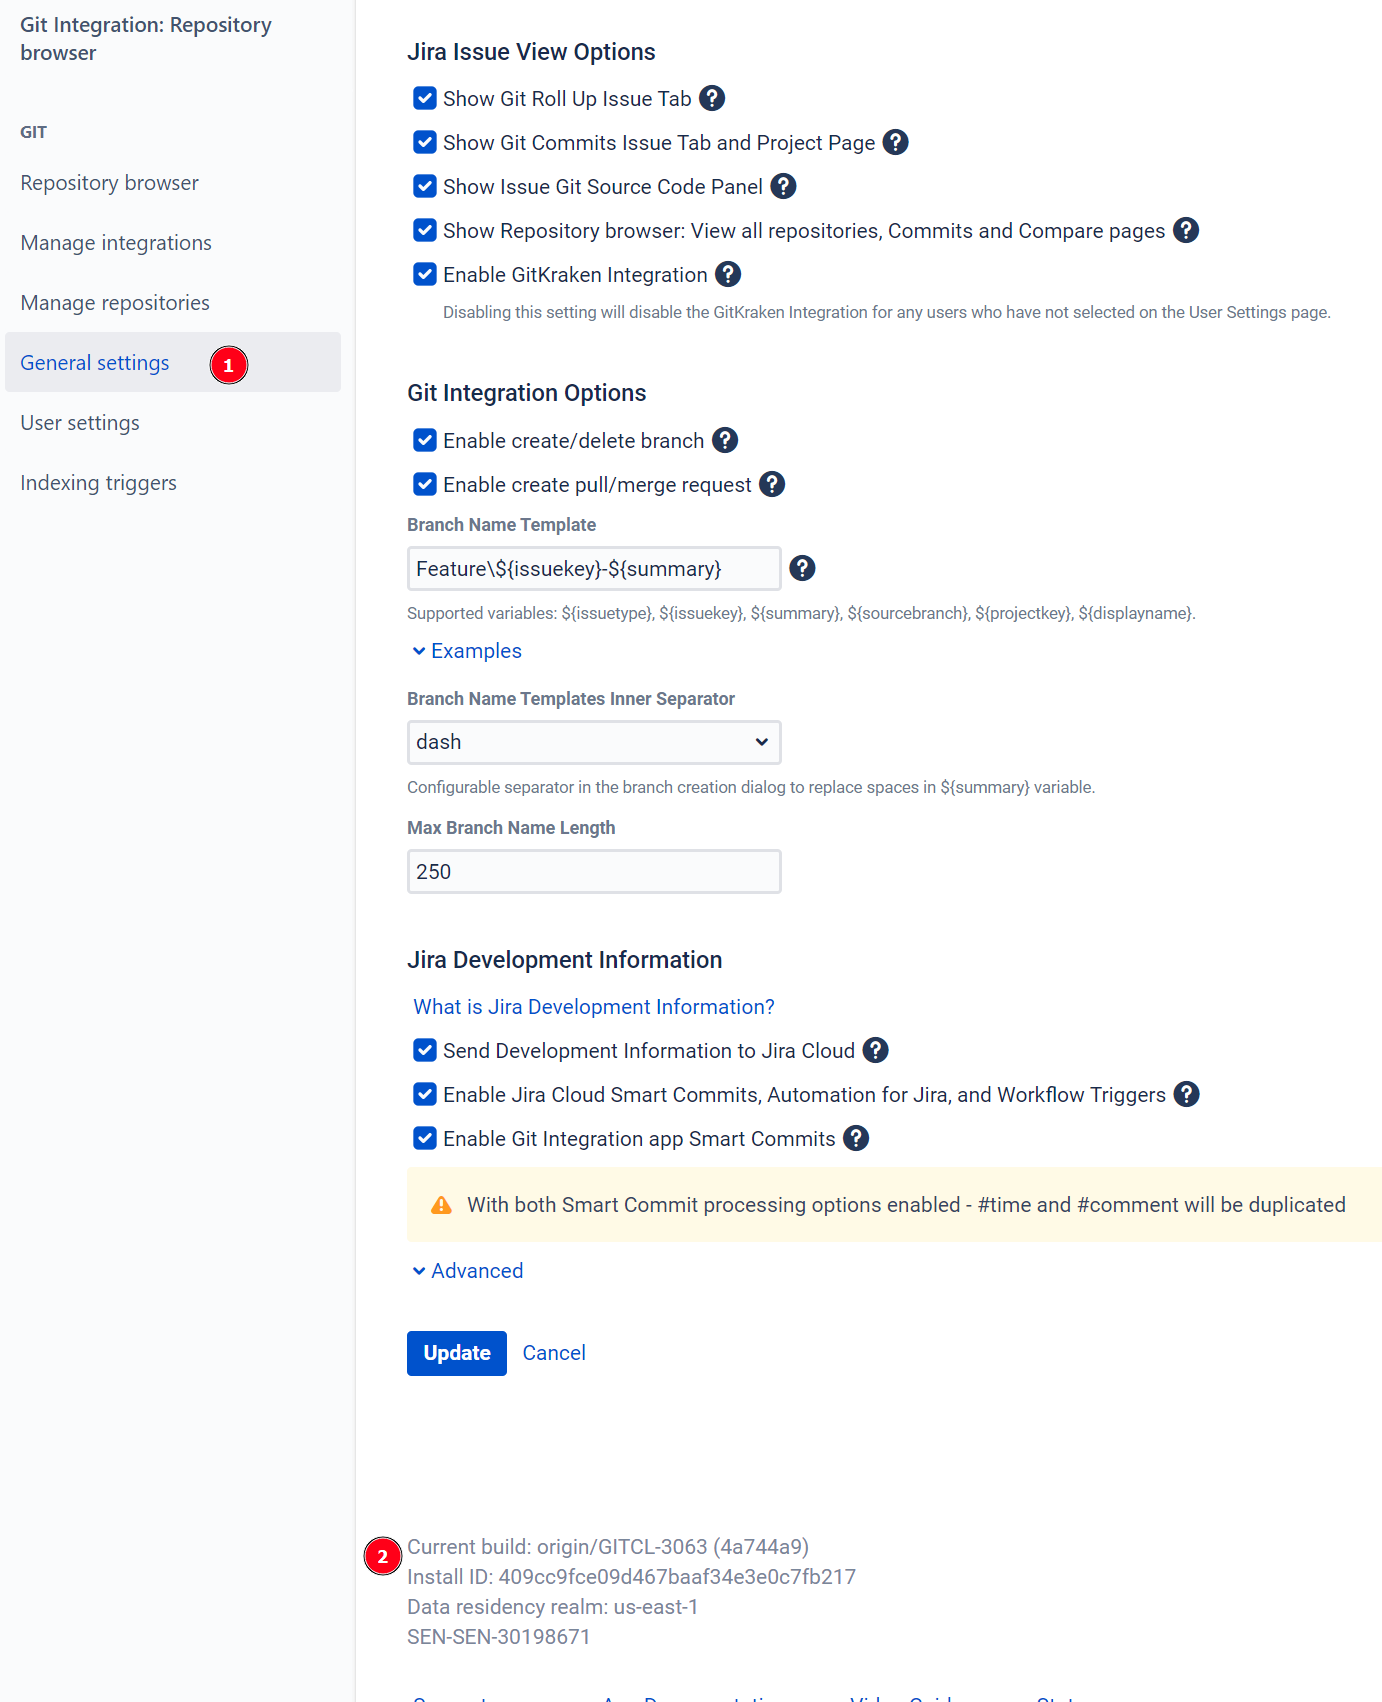 Git Integration: Repository
browser
GIT
Repository browser
Manage integrations
Manage repositories
General settings
1
User settings
Indexing triggers
Jira Issue View Options
Show Git Roll Up Issue Tab ?
Show Git Commits Issue Tab and Project Page ?
Show Issue Git Source Code Panel ?
Show Repository browser: View all repositories, Commits and Compare pages ?
Enable GitKraken Integration ?
Disabling this setting will disable the GitKraken Integration for any users who have not selected on the User Settings page.
Git Integration Options
Enable create/delete branch ?
Enable create pull/merge request ?
Branch Name Template
Feature\${issuekey}-${summary} ?
Supported variables: ${issuetype}, ${issuekey}, ${summary}, ${sourcebranch}, ${projectkey}, ${displayname}.
Examples
Branch Name Templates Inner Separator
dash
Configurable separator in the branch creation dialog to replace spaces in ${summary} variable.
Max Branch Name Length
250
Jira Development Information
What is Jira Development Information?
Send Development Information to Jira Cloud ?
Enable Jira Cloud Smart Commits, Automation for Jira, and Workflow Triggers ?
Enable Git Integration app Smart Commits ?
With both Smart Commit processing options enabled - #time and #comment will be duplicated
Advanced
Update Cancel
2
Current build: origin/GITCL-3063 (4a744a9)
Install ID: 409cc9fce09d467baaf34e3e0c7fb217
Data residency realm: us-east-1
SEN-SEN-30198671